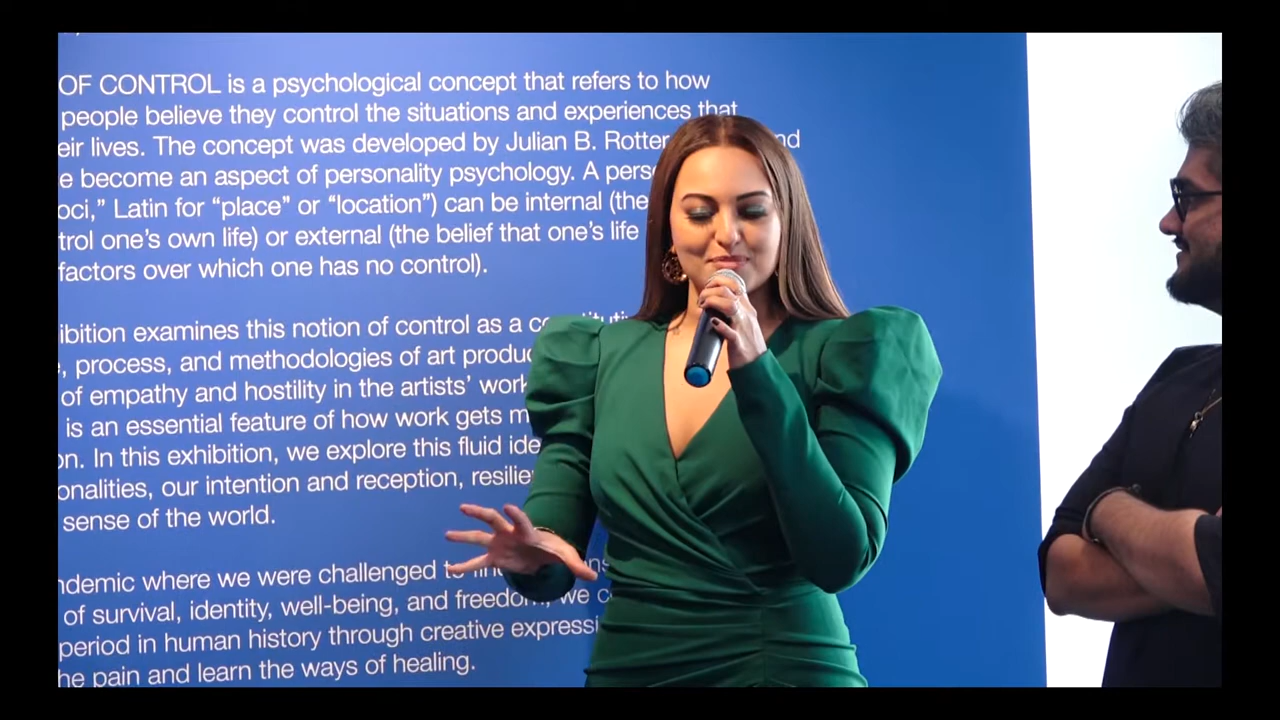 OF CONTROL is a psychological concept that refers to how
people believe they control the situations and experiences that
eir lives. The concept was developed by Julian B. Rotter
e become an aspect of personality psychology. A
oci,” Latin for “place” or “location”) can be internal (the
trol one’s own life) or external (the belief that one’s life
factors over which one has no control).
ibition examines this notion of control as a
, process, and methodologies of art
of empathy and hostility in the artists’ work
is an essential feature of how work gets
on. In this exhibition, we explore this fluid
onalities, our intention and reception,
sense of the world.
ndemic where we were challenged
of survival, identity, well-being, and freedom, we
period in human history through creative
he pain and learn the ways of healing.